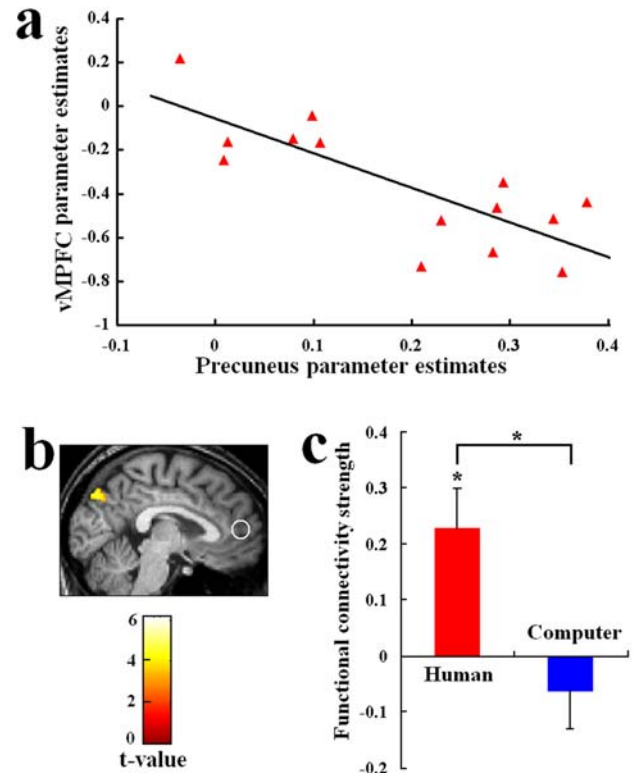 a
vMPFC parameter estimates
0.4
0.2
0
-0.2
-0.4
-0.6
-0.8
-1
-0.1 0 0.1 0.2 0.3 0.4
Precuneus parameter estimates
b
6
4
2
0
t-value
c
Functional connectivity strength
0.4
0.3
0.2
0.1
0
-0.1
-0.2
*
*
Human
Computer